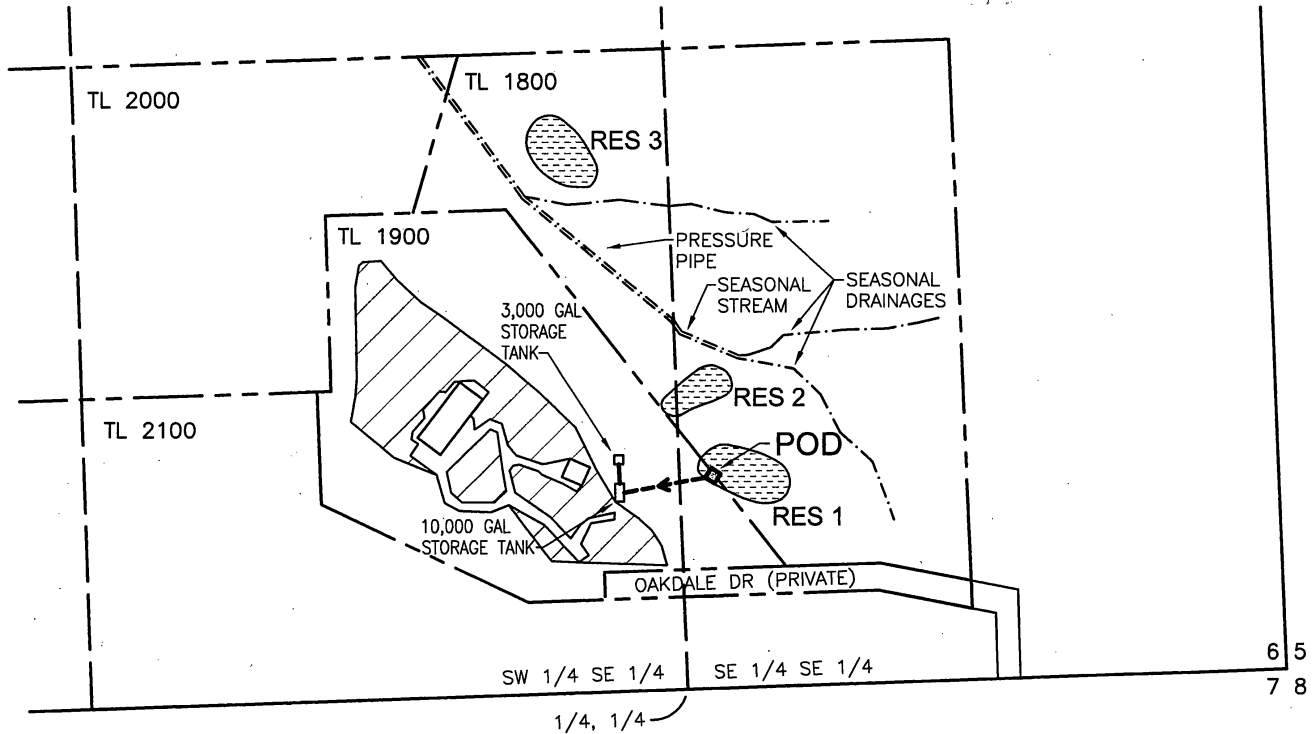 TL 2000
TL 1800
RES 3
TL 1900
PRESSURE
PIPE
SEASONAL
STREAM
SEASONAL
DRAINAGES
3,000 GAL
STORAGE
TANK
RES 2
TL 2100
POD
RES 1
10,000 GAL
STORAGE TANK
OAKDALE DR (PRIVATE)
SW 1/4 SE 1/4
SE 1/4 SE 1/4
6 5
7 8
1/4, 1/4